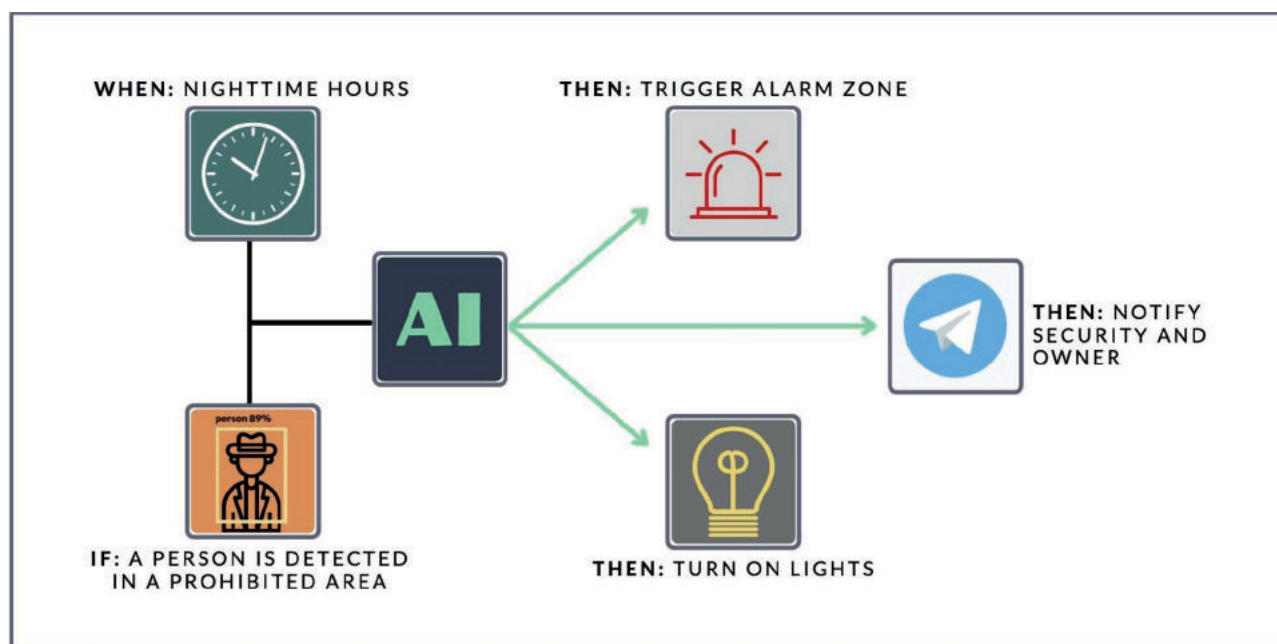 WHEN: NIGHTTIME HOURS
THEN: TRIGGER ALARM ZONE
AI
THEN: NOTIFY
SECURITY AND
OWNER
person 89%
IF: A PERSON IS DETECTED
IN A PROHIBITED AREA
THEN: TURN ON LIGHTS